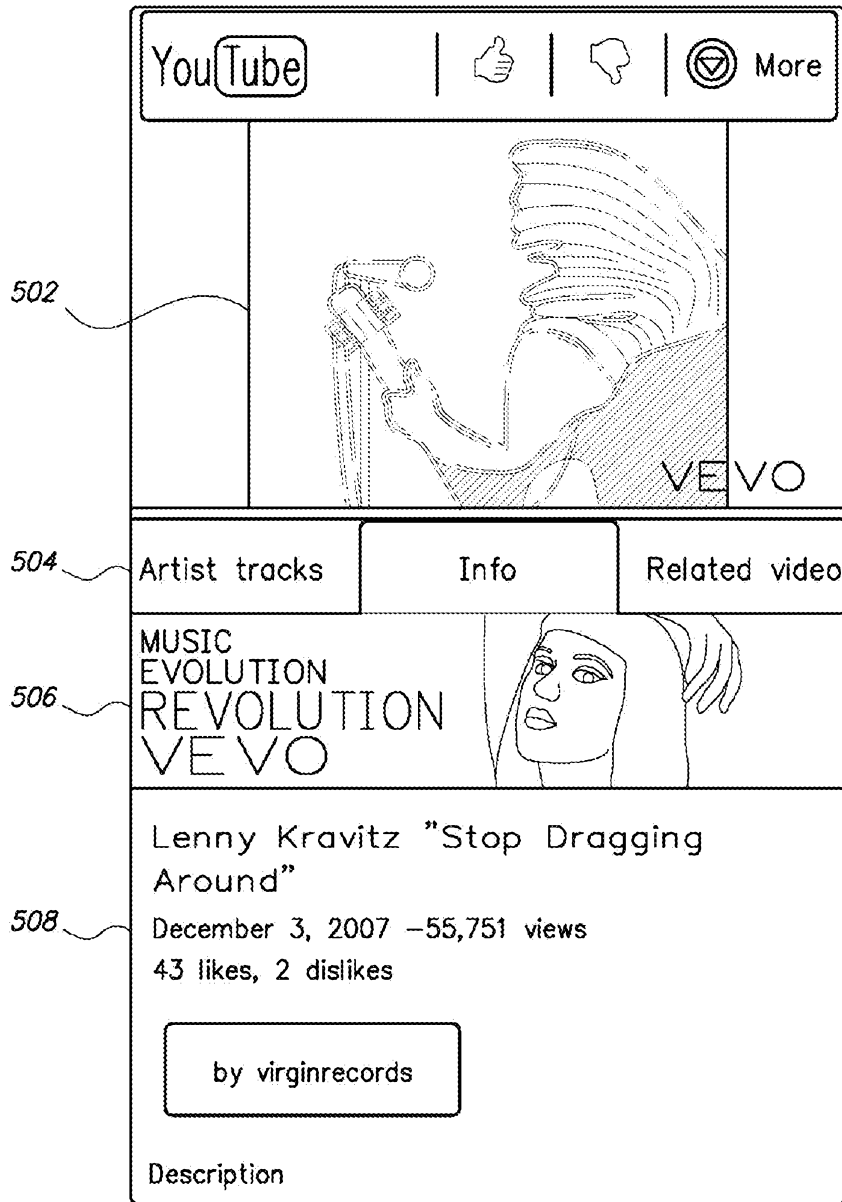 YouTube More
VEVO
502
504
Artist tracks Info Related video
MUSIC
EVOLUTION
REVOLUTION
VEVO
506
Lenny Kravitz "Stop Dragging
Around"
508
December 3, 2007 –55,751 views
43 likes, 2 dislikes
by virginrecords
Description